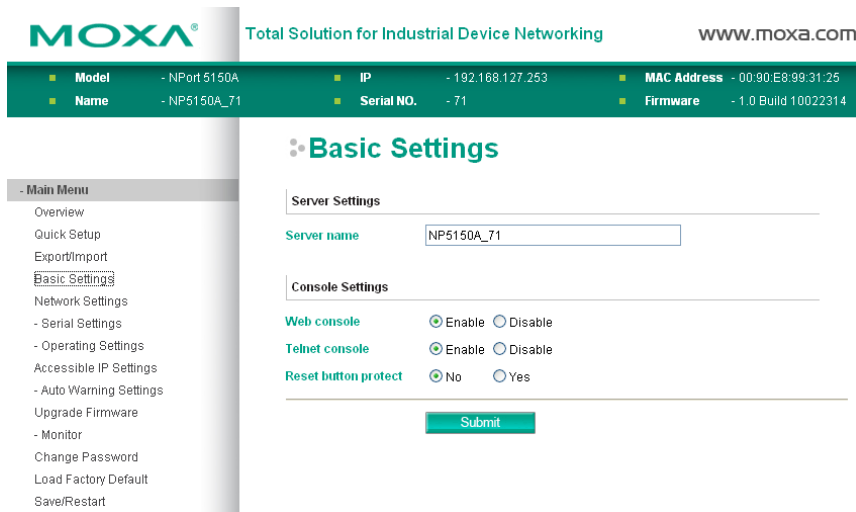 MOXA®
Total Solution for Industrial Device Networking
www.moxa.com
Model - NPort 5150A
IP - 192.168.127.253
MAC Address - 00:90:E8:99:31:25
Name - NP5150A_71
Serial NO. - 71
Firmware - 1.0 Build 10022314
Basic Settings
- Main Menu
Overview
Quick Setup
Export/Import
Basic Settings
Network Settings
- Serial Settings
- Operating Settings
Accessible IP Settings
- Auto Warning Settings
Upgrade Firmware
- Monitor
Change Password
Load Factory Default
Save/Restart
Server Settings
Server name NP5150A_71
Console Settings
Web console Enable Disable
Telnet console Enable Disable
Reset button protect No Yes
Submit